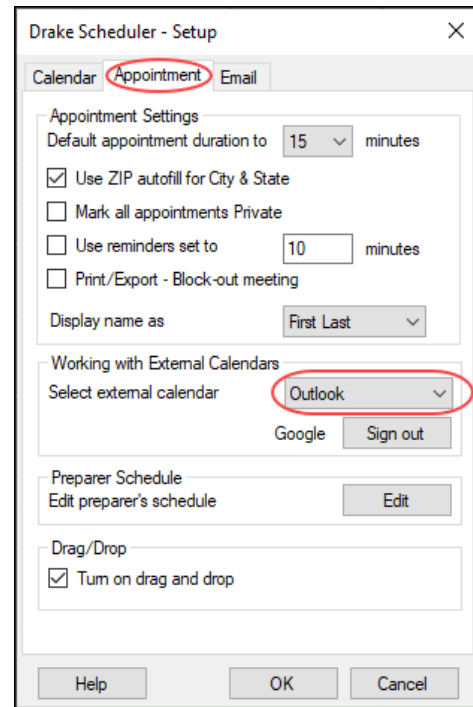 Drake Scheduler - Setup
Calendar Appointment Email
Appointment Settings
Default appointment duration to 15 minutes
Use ZIP autofill for City & State
Mark all appointments Private
Use reminders set to 10 minutes
Print/Export - Block-out meeting
Display name as First Last
Working with External Calendars
Select external calendar Outlook
Google Sign out
Preparer Schedule
Edit preparer's schedule Edit
Drag/Drop
Turn on drag and drop
Help OK Cancel